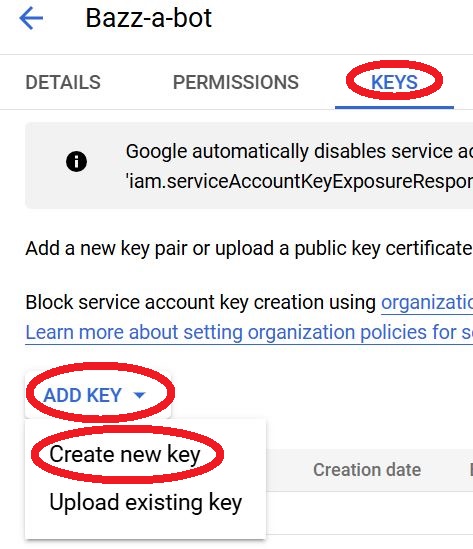 Bazz-a-bot
DETAILS PERMISSIONS KEYS
Google automatically disables service
'iam.serviceAccountKeyExposureRespon
Add a new key pair or upload a public key certificate
Block service account key creation using organizatio
Learn more about setting organization policies for
ADD KEY
Create new key
Creation date
Upload existing key